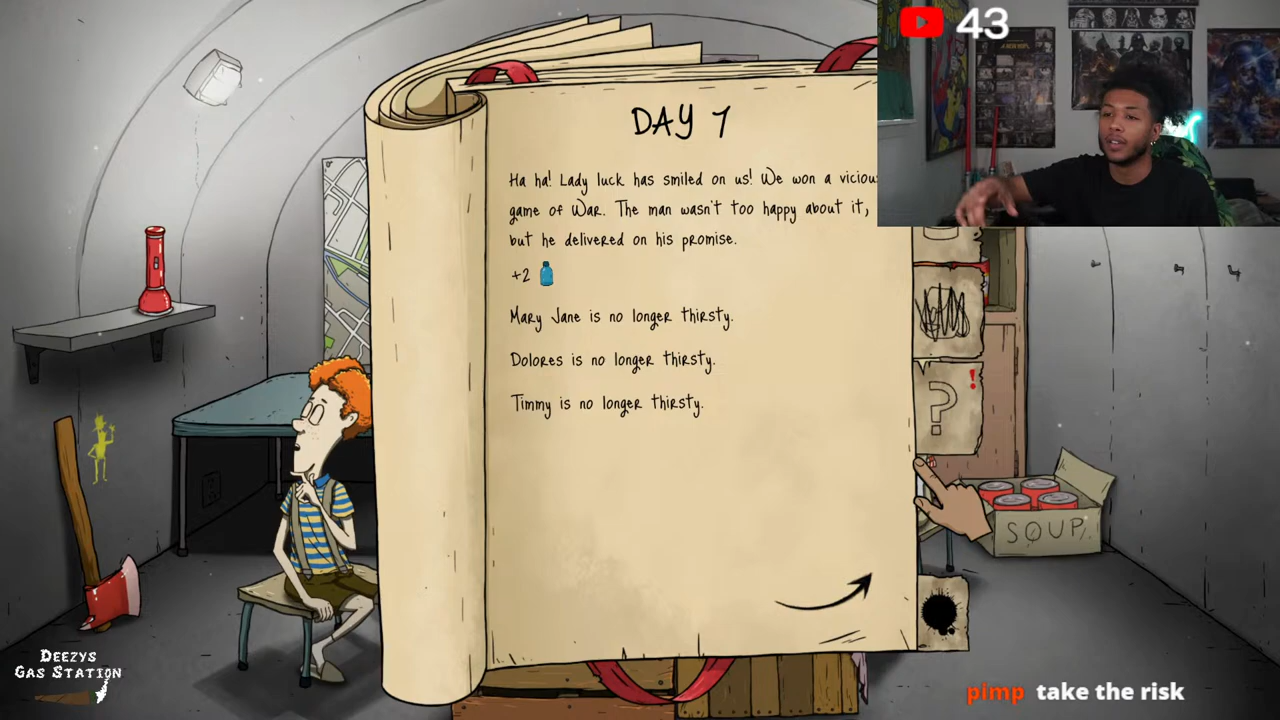 43
DAY 7
Ha ha! Lady luck has smiled on us! We won a vicious
game of War. The man wasn't too happy about it,
but he delivered on his promise.
+2
Mary Jane is no longer thirsty.
Dolores is no longer thirsty.
Timmy is no longer thirsty.
?
!
SOUP
DEEZYS
GAS STATION
pimp take the risk